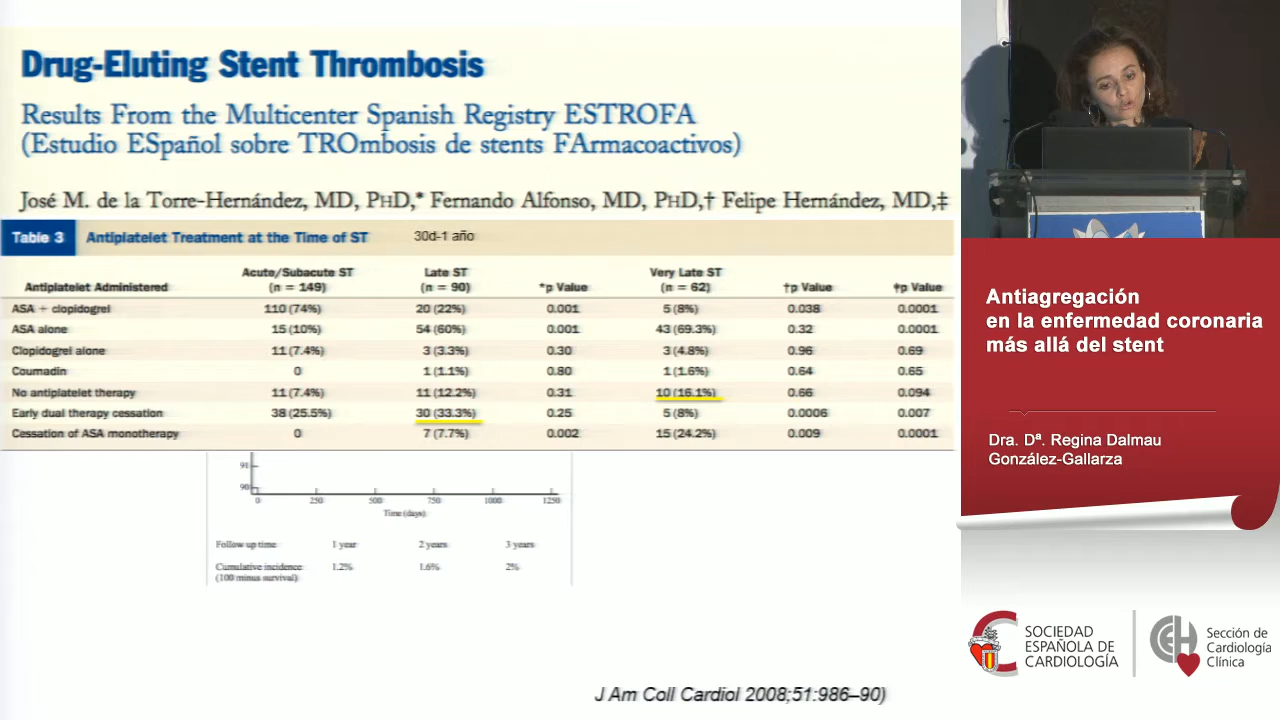 Drug-Eluting Stent Thrombosis
Results From the Multicenter Spanish Registry ESTROFA
(Estudio ESpañol sobre TROmbosis de stents FArmacoactivos)
José M. de la Torre-Hernández, MD, PHD,* Fernando Alfonso, MD, PHD,† Felipe Hernández, MD,‡
Table 3 Antiplatelet Treatment at the Time of ST 30d-1 año
Antiplatelet Administered Acute/Subacute ST (n = 149) Late ST (n = 90) *p Value Very Late ST (n = 62) †p Value ‡p Value
ASA + clopidogrel 110 (74%) 20 (22%) 0.001 5 (8%) 0.038 0.0001
ASA alone 15 (10%) 54 (60%) 0.001 43 (69.3%) 0.32 0.0001
Clopidogrel alone 11 (7.4%) 3 (3.3%) 0.30 3 (4.8%) 0.96 0.69
Coumadin 0 1 (1.1%) 0.80 1 (1.6%) 0.64 0.65
No antiplatelet therapy 11 (7.4%) 11 (12.2%) 0.31 10 (16.1%) 0.66 0.094
Early dual therapy cessation 38 (25.5%) 30 (33.3%) 0.25 5 (8%) 0.0006 0.007
Cessation of ASA monotherapy 0 7 (7.7%) 0.002 15 (24.2%) 0.009 0.0001
91
90
0 250 500 750 1000 1250
Time (days)
Follow up time 1 year 2 years 3 years
Cumulative incidence 1.2% 1.6% 2%
(100 minus survival)
J Am Coll Cardiol 2008;51:986–90)
Antiagregación
en la enfermedad coronaria
más allá del stent
Dra. Dª. Regina Dalmau
González-Gallarza
SOCIEDAD
ESPAÑOLA DE
CARDIOLOGÍA
Sección de
Cardiología
Clínica